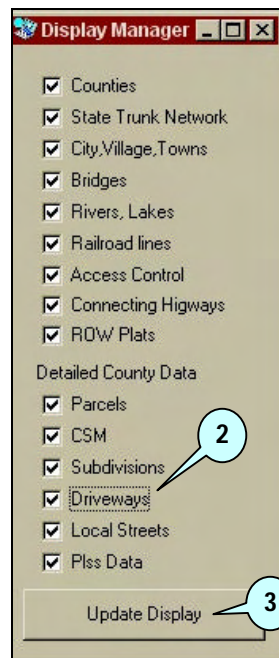 Display Manager
Counties
State Trunk Network
City,Village,Towns
Bridges
Rivers, Lakes
Railroad lines
Access Control
Connecting Higways
ROW Plats
Detailed County Data
Parcels
CSM
2
Subdivisions
Driveways
Local Streets
Plss Data
Update Display
3